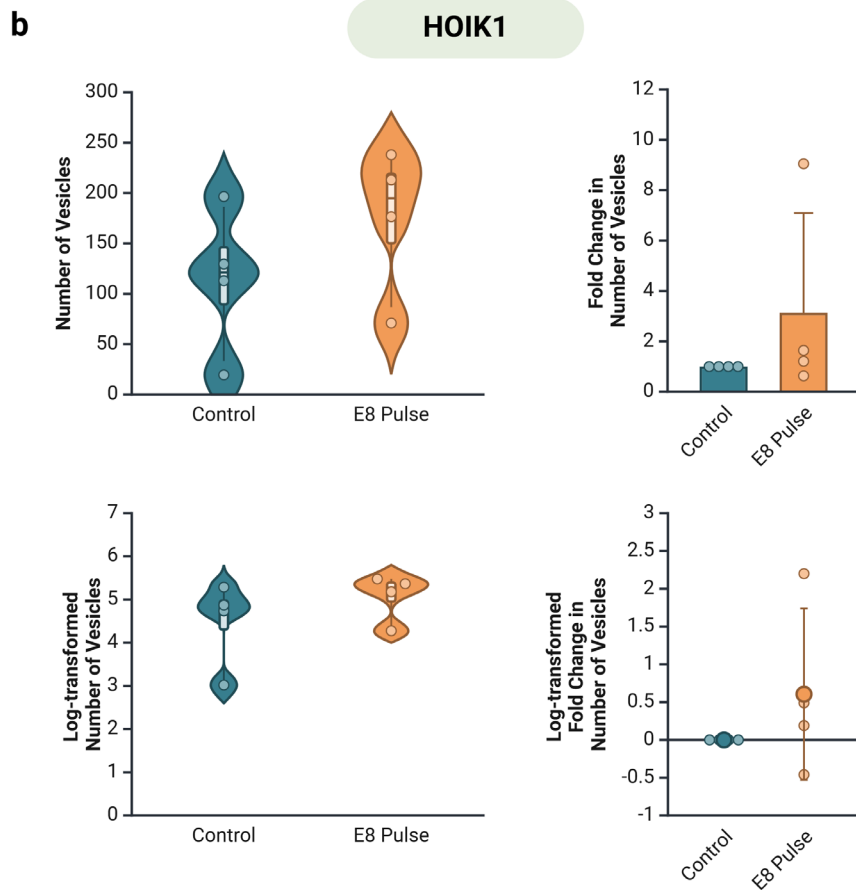 b
HOIK1
Number of Vesicles
300
250
200
150
100
50
0
Control
E8 Pulse
Fold Change in
Number of Vesicles
12
10
8
6
4
2
0
Control
E8 Pulse
Log-transformed
Number of Vesicles
7
6
5
4
3
2
1
0
Control
E8 Pulse
Log-transformed
Fold Change in
Number of Vesicles
3
2.5
2
1.5
1
0.5
0
-0.5
-1
Control
E8 Pulse